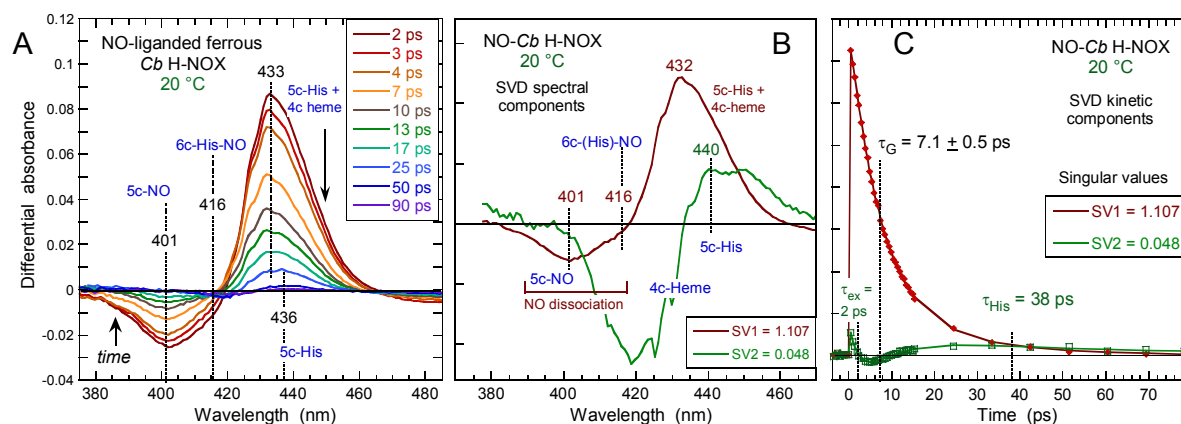 A
NO-liganded ferrous
Cb H-NOX
20 °C
2 ps
3 ps
4 ps
7 ps
10 ps
13 ps
17 ps
25 ps
50 ps
90 ps
433
5c-His +
4c heme
6c-His-NO
5c-NO
416
401
436
5c-His
time
Differential absorbance
0.12
0.1
0.08
0.06
0.04
0.02
0
-0.02
-0.04
380
400
420
440
460
480
Wavelength (nm)
B
NO-Cb H-NOX
20 °C
SVD spectral
components
432
5c-His +
4c-heme
6c-(His)-NO
440
401
416
5c-NO
NO dissociation
5c-His
4c-Heme
SV1 = 1.107
SV2 = 0.048
380
400
420
440
460
Wavelength (nm)
C
NO-Cb H-NOX
20 °C
SVD kinetic
components
τG = 7.1 ± 0.5 ps
Singular values
SV1 = 1.107
SV2 = 0.048
τex =
2 ps
τHis = 38 ps
0
20
40
60
Time (ps)